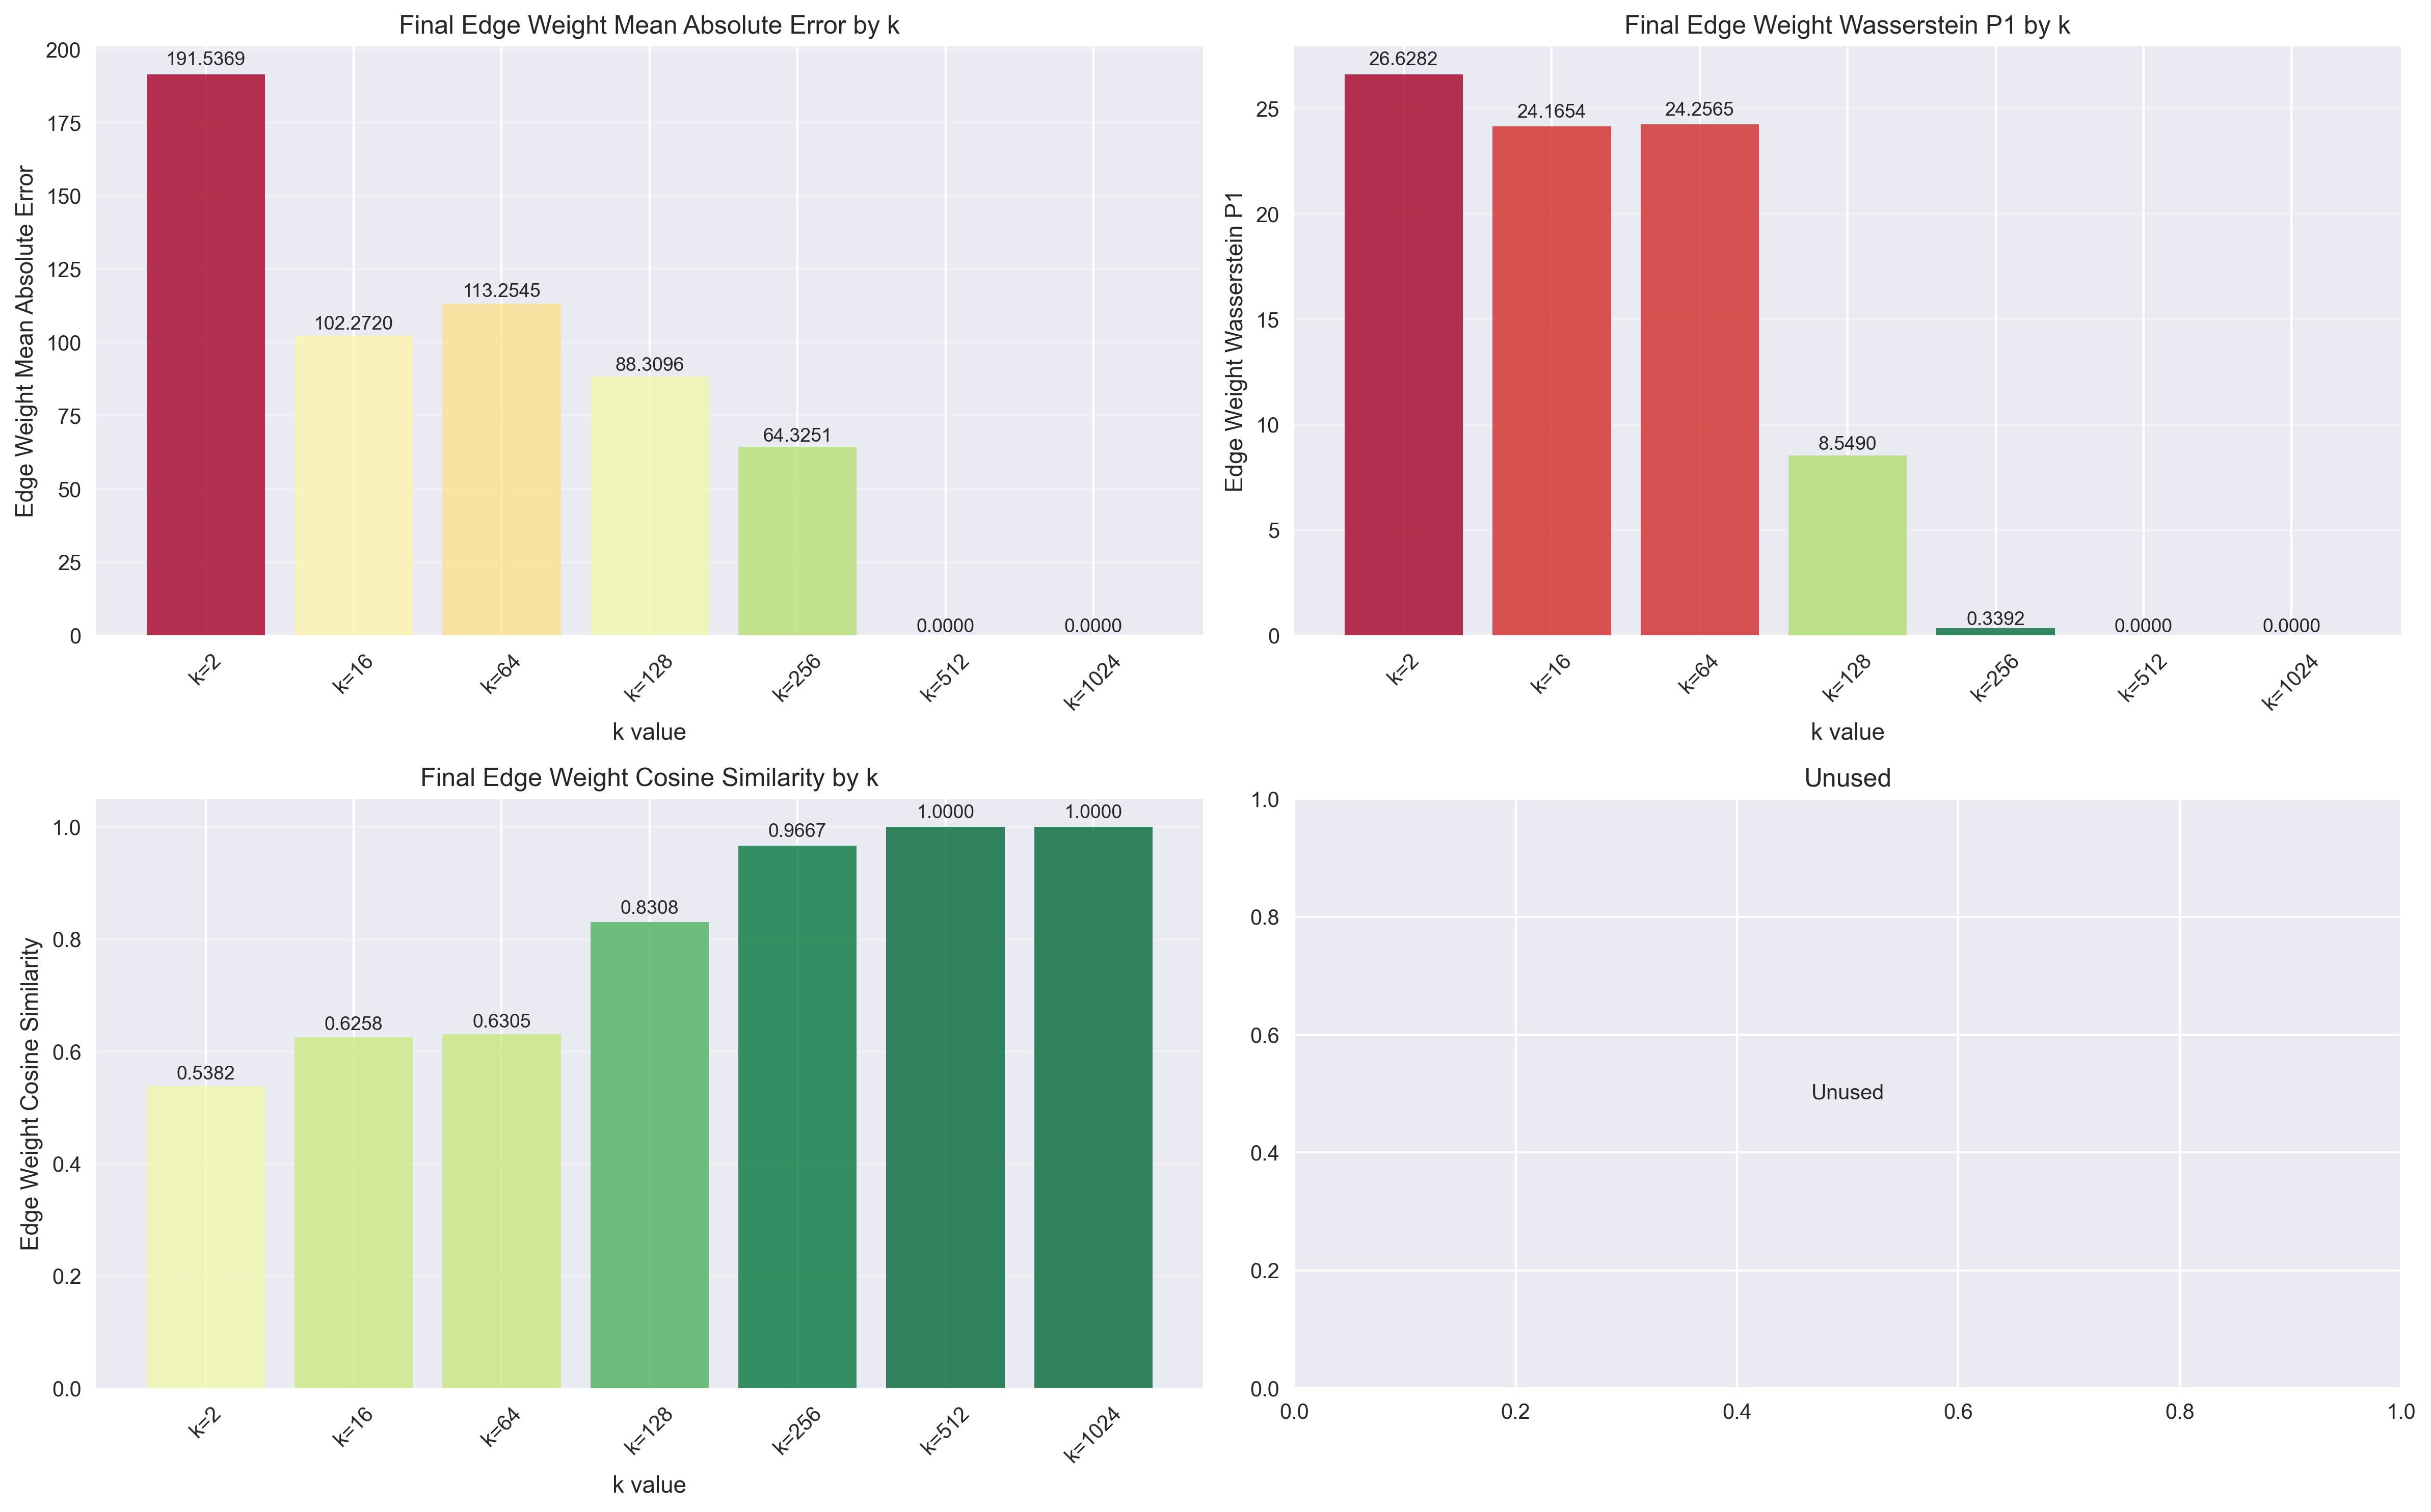 Final Edge Weight Mean Absolute Error by k
Edge Weight Mean Absolute Error
200
175
150
125
100
75
50
25
0
191.5369
102.2720
113.2545
88.3096
64.3251
0.0000
0.0000
k=2
k=16
k=64
k=128
k=256
k=512
k=1024
k value
Final Edge Weight Wasserstein P1 by k
Edge Weight Wasserstein P1
25
20
15
10
5
0
26.6282
24.1654
24.2565
8.5490
0.3392
0.0000
0.0000
k=2
k=16
k=64
k=128
k=256
k=512
k=1024
k value
Final Edge Weight Cosine Similarity by k
Edge Weight Cosine Similarity
1.0
0.8
0.6
0.4
0.2
0.0
0.5382
0.6258
0.6305
0.8308
0.9667
1.0000
1.0000
k=2
k=16
k=64
k=128
k=256
k=512
k=1024
k value
Unused
1.0
0.8
0.6
0.4
0.2
0.0
Unused
0.0
0.2
0.4
0.6
0.8
1.0